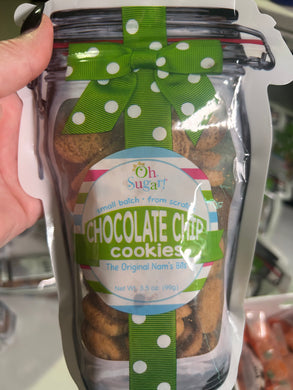 Oh,
Sugar!
small batch • from scratch
CHOCOLATE CHIP
cookies
The Original Nam's Bits
Net Wt. 3.5 oz. (99g)